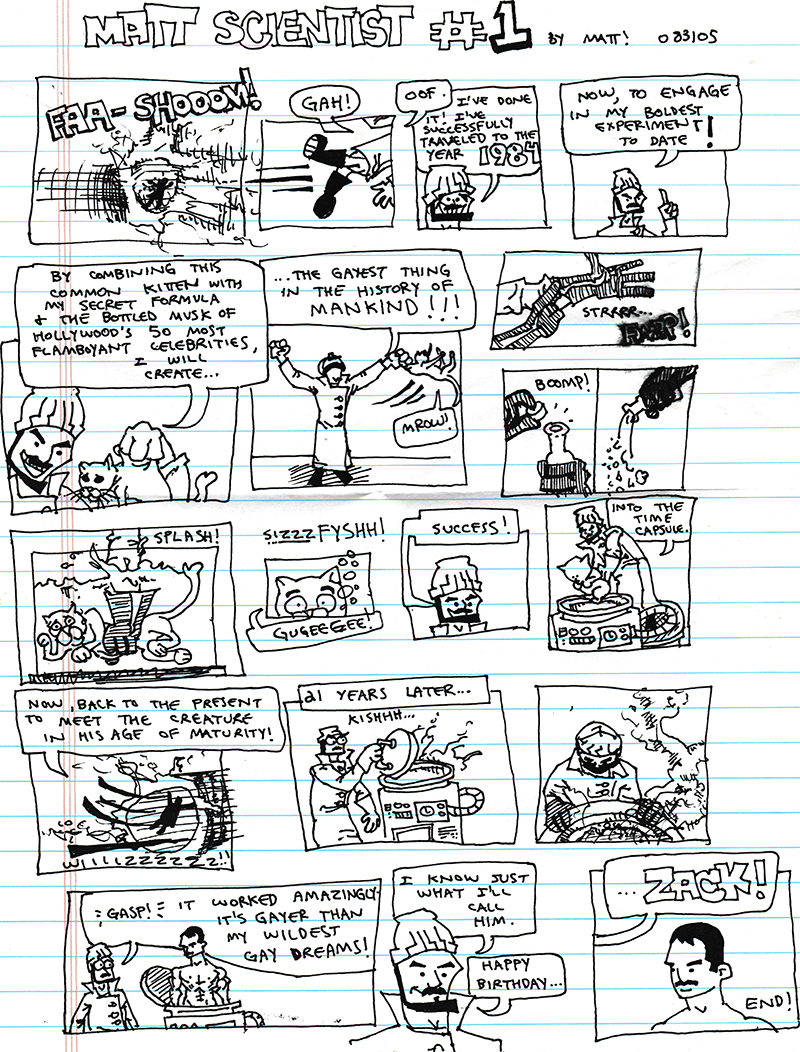 MATT SCIENTIST #1 BY MATT! 083105
FAA-SHOOOM!
GAH!
OOF.
I'VE DONE
IT! I'VE
SUCCESSFULLY
TRAVELED TO THE
YEAR 1984
NOW, TO ENGAGE
IN MY BOLDEST
EXPERIMENT
TO DATE!
BY COMBINING THIS
COMMON KITEN WITH
MY SECRET FORMULA
& THE BOTTLED MUSK OF
HOLLYWOOD'S 50 MOST
FLAMBOYANT CELEBRITIES,
I WILL
CREATE...
...THE GAYEST THING
IN THE HISTORY OF
MANKIND!!!
MROW!
STRRRR...
BOOMP!
SPLASH!
SIZZZFYSHH!
GUGEEGEE!
SUCCESS!
INTO THE
TIME
CAPSULE.
NOW, BACK TO THE PRESENT
TO MEET THE CREATURE
IN HIS AGE OF MATURITY!
WIIIIZZZZZZ!!
21 YEARS LATER...
KISHHH...
GASP!
IT WORKED AMAZINGLY.
IT'S GAYER THAN
MY WILDEST
GAY DREAMS!
I KNOW JUST
WHAT I'LL
CALL
HIM.
HAPPY
BIRTHDAY...
...ZACK!
END!